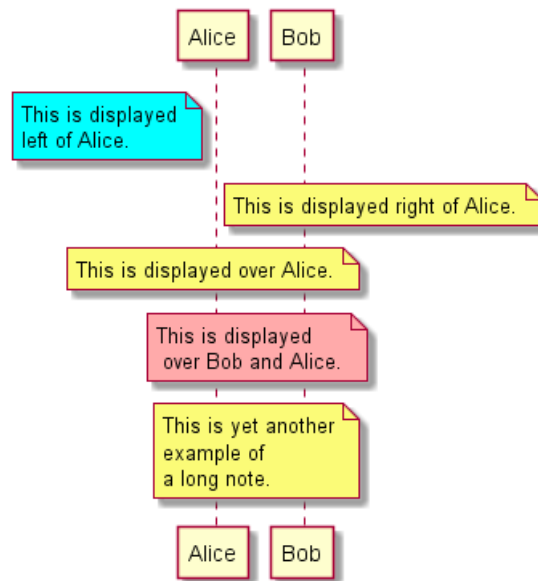 Alice
Bob
This is displayed
left of Alice.
This is displayed right of Alice.
This is displayed over Alice.
This is displayed
over Bob and Alice.
This is yet another
example of
a long note.
Alice
Bob